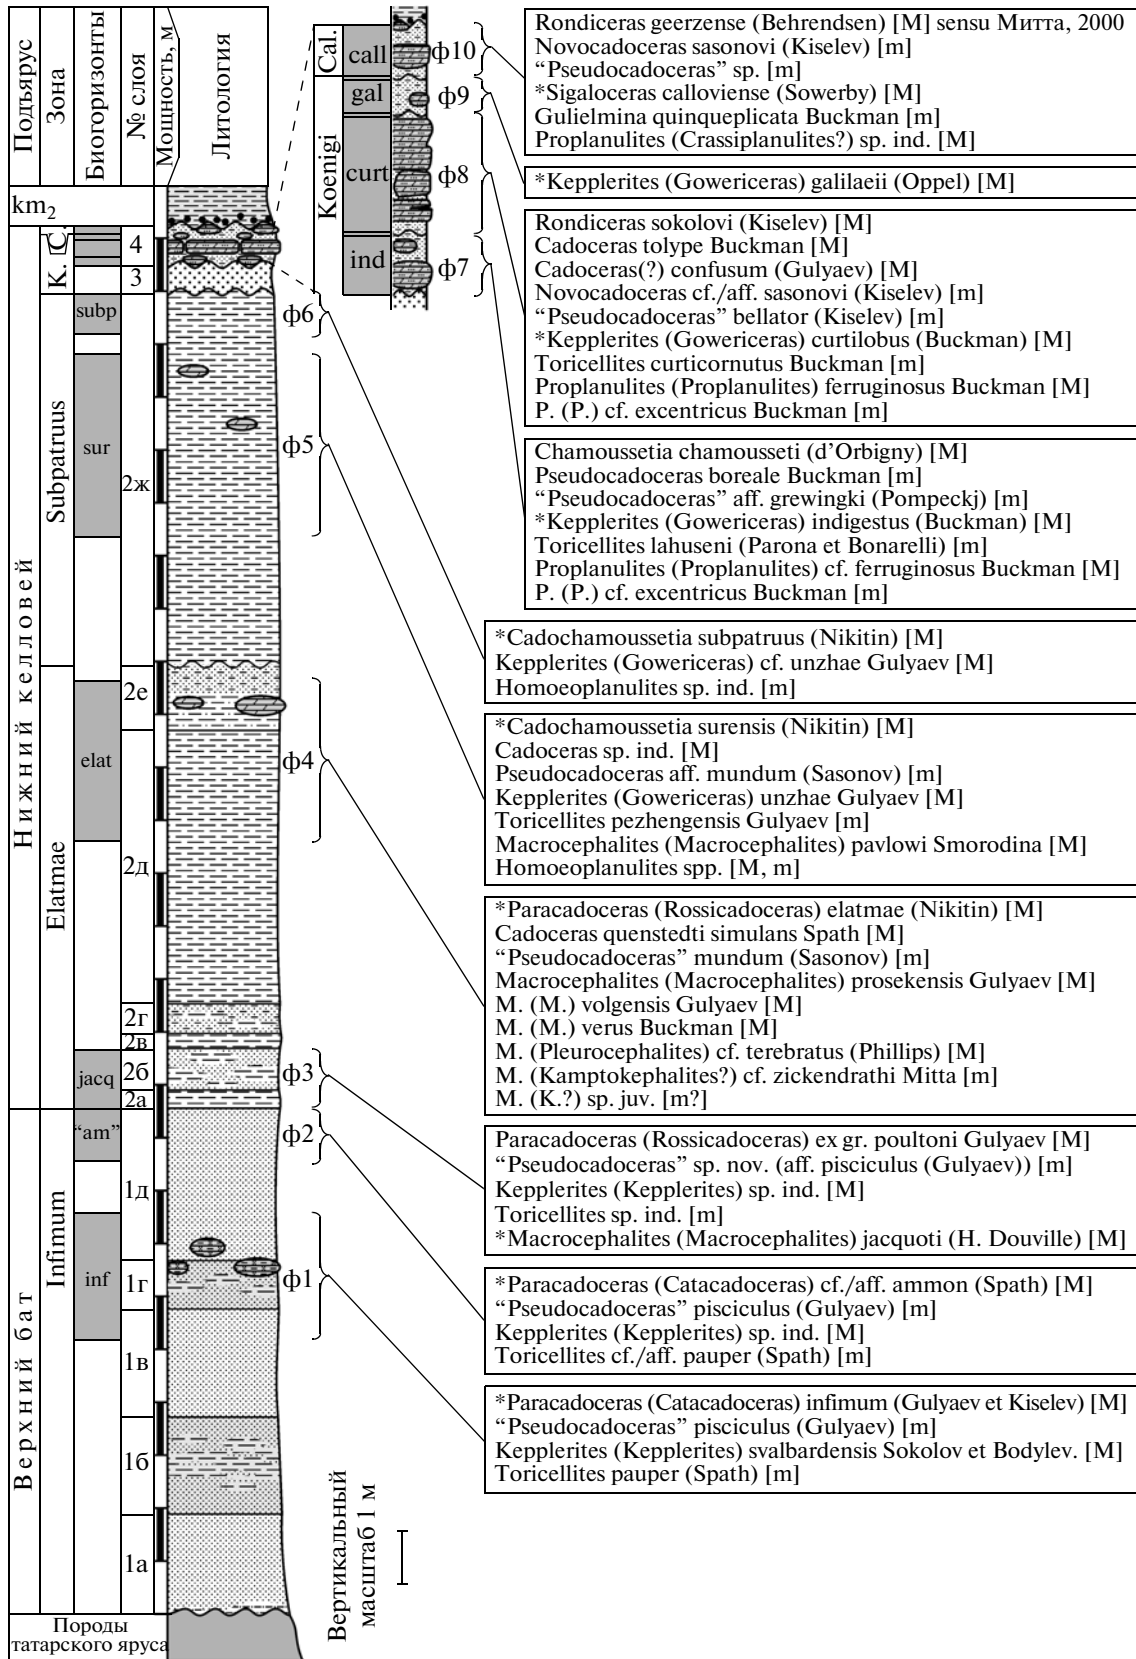 Подъярус
Зона
Биогоризонты
№ слоя
Мощность, м
Литология
km2
K.
C.
4
3
subp
Subpatruus
sur
2ж
Нижний келловей
2е
elat
Elatmae
2д
2г
2в
jacq
2б
2а
"am"
Infimum
1д
inf
1г
Верхний бат
1в
1б
1а
Породы
татарского яруса
Вертикальный
масштаб 1 м
Cal.
Koenigi
call
gal
curt
ind
ф10
ф9
ф8
ф7
ф6
ф5
ф4
ф3
ф2
ф1
Rondiceras geerzense (Behrendsen) [M] sensu Митта, 2000
Novocadoceras sasonovi (Kiselev) [m]
"Pseudocadoceras" sp. [m]
*Sigaloceras calloviense (Sowerby) [M]
Gulielmina quinqueplicata Buckman [m]
Proplanulites (Crassiplanulites?) sp. ind. [M]
*Kepplerites (Gowericeras) galilaeii (Oppel) [M]
Rondiceras sokolovi (Kiselev) [M]
Cadoceras tolype Buckman [M]
Cadoceras(?) confusum (Gulyaev) [M]
Novocadoceras cf./aff. sasonovi (Kiselev) [m]
"Pseudocadoceras" bellator (Kiselev) [m]
*Kepplerites (Gowericeras) curtilobus (Buckman) [M]
Toricellites curticornutus Buckman [m]
Proplanulites (Proplanulites) ferruginosus Buckman [M]
P. (P.) cf. excentricus Buckman [m]
Chamoussetia chamousseti (d'Orbigny) [M]
Pseudocadoceras boreale Buckman [m]
"Pseudocadoceras" aff. grewingki (Pompeckj) [m]
*Kepplerites (Gowericeras) indigestus (Buckman) [M]
Toricellites lahuseni (Parona et Bonarelli) [m]
Proplanulites (Proplanulites) cf. ferruginosus Buckman [M]
P. (P.) cf. excentricus Buckman [m]
*Cadochamoussetia subpatruus (Nikitin) [M]
Kepplerites (Gowericeras) cf. unzhae Gulyaev [M]
Homoeoplanulites sp. ind. [m]
*Cadochamoussetia surensis (Nikitin) [M]
Cadoceras sp. ind. [M]
Pseudocadoceras aff. mundum (Sasonov) [m]
Kepplerites (Gowericeras) unzhae Gulyaev [M]
Toricellites pezhengensis Gulyaev [m]
Macrocephalites (Macrocephalites) pavlowi Smorodina [M]
Homoeoplanulites spp. [M, m]
*Paracadoceras (Rossicadoceras) elatmae (Nikitin) [M]
Cadoceras quenstedti simulans Spath [M]
"Pseudocadoceras" mundum (Sasonov) [m]
Macrocephalites (Macrocephalites) prosekensis Gulyaev [M]
M. (M.) volgensis Gulyaev [M]
M. (M.) verus Buckman [M]
M. (Pleurocephalites) cf. terebratus (Phillips) [M]
M. (Kamptokephalites?) cf. zickendrathi Mitta [m]
M. (K.?) sp. juv. [m?]
Paracadoceras (Rossicadoceras) ex gr. poultoni Gulyaev [M]
"Pseudocadoceras" sp. nov. (aff. pisciculus (Gulyaev)) [m]
Kepplerites (Kepplerites) sp. ind. [M]
Toricellites sp. ind. [m]
*Macrocephalites (Macrocephalites) jacquoti (H. Douville) [M]
*Paracadoceras (Catacadoceras) cf./aff. ammon (Spath) [M]
"Pseudocadoceras" pisciculus (Gulyaev) [m]
Kepplerites (Kepplerites) sp. ind. [M]
Toricellites cf./aff. pauper (Spath) [m]
*Paracadoceras (Catacadoceras) infimum (Gulyaev et Kiselev) [M]
"Pseudocadoceras" pisciculus (Gulyaev) [m]
Kepplerites (Kepplerites) svalbardensis Sokolov et Bodylev. [M]
Toricellites pauper (Spath) [m]